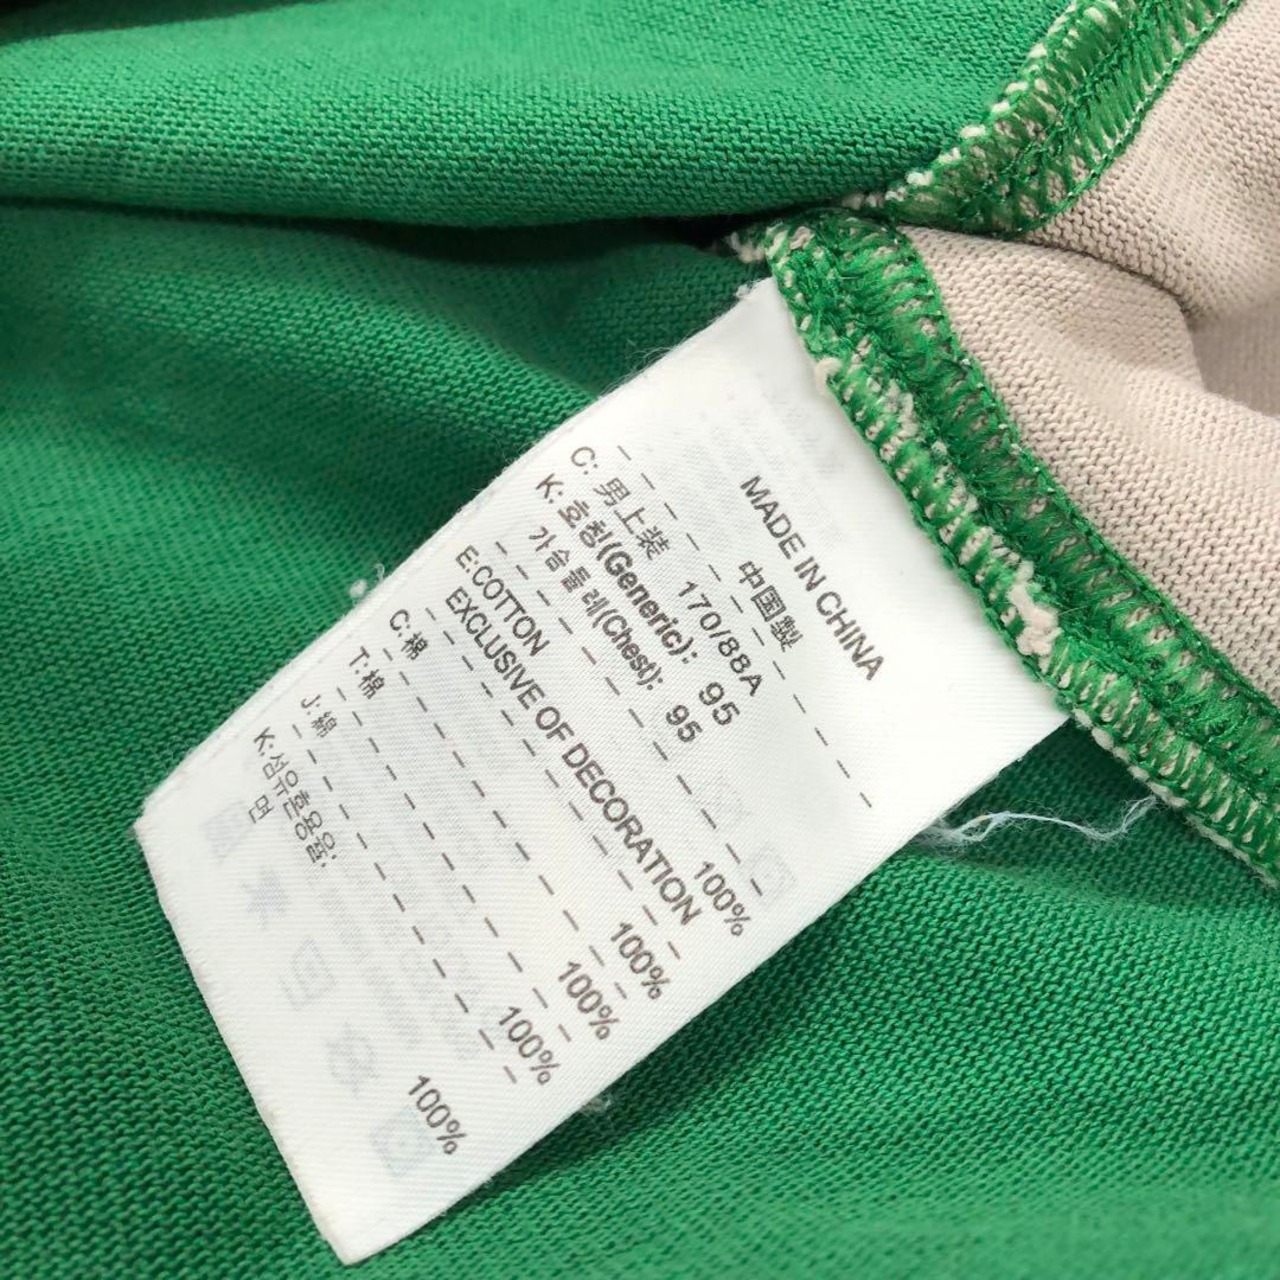 MADE IN CHINA
中国製
C: 男上装 170/88A
K: 호칭(Generic): 95
가슴둘레(Chest): 95
E:COTTON 100%
EXCLUSIVE OF DECORATION
C:棉 100%
T:棉 100%
J:綿 100%
K:섬유혼용율:
면 100%